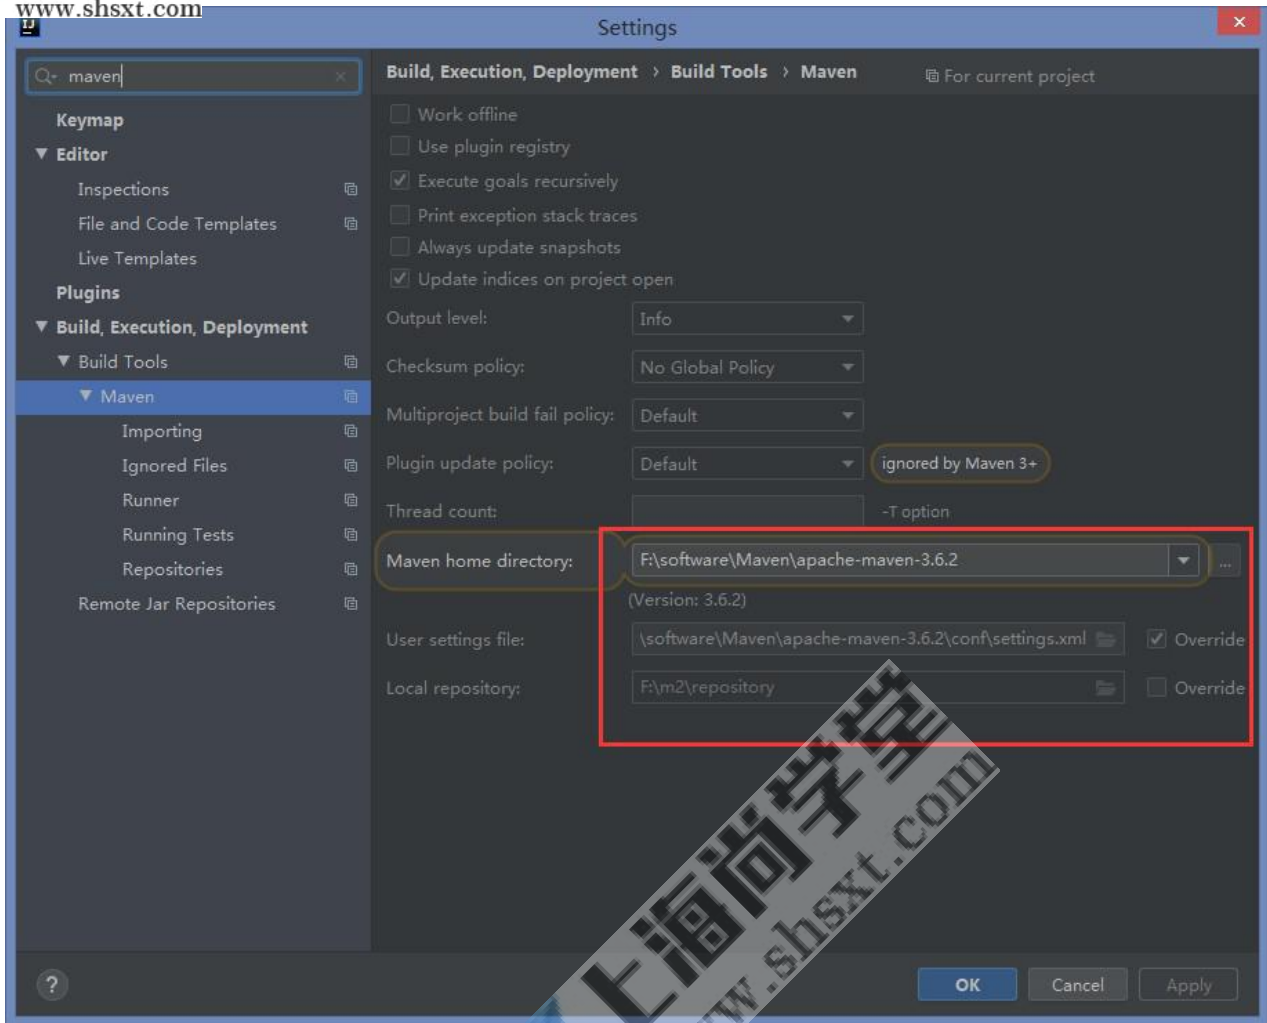 www.shsxt.com
Settings
maven
Build, Execution, Deployment › Build Tools › Maven
For current project
Keymap
Editor
Inspections
File and Code Templates
Live Templates
Plugins
Build, Execution, Deployment
Build Tools
Maven
Importing
Ignored Files
Runner
Running Tests
Repositories
Remote Jar Repositories
Work offline
Use plugin registry
Execute goals recursively
Print exception stack traces
Always update snapshots
Update indices on project open
Output level: Info
Checksum policy: No Global Policy
Multiproject build fail policy: Default
Plugin update policy: Default ignored by Maven 3+
Thread count: -T option
Maven home directory: F:\software\Maven\apache-maven-3.6.2 ...
(Version: 3.6.2)
User settings file: \software\Maven\apache-maven-3.6.2\conf\settings.xml Override
Local repository: F:\m2\repository Override
上海尚学堂
www.shsxt.com
?
OK Cancel Apply